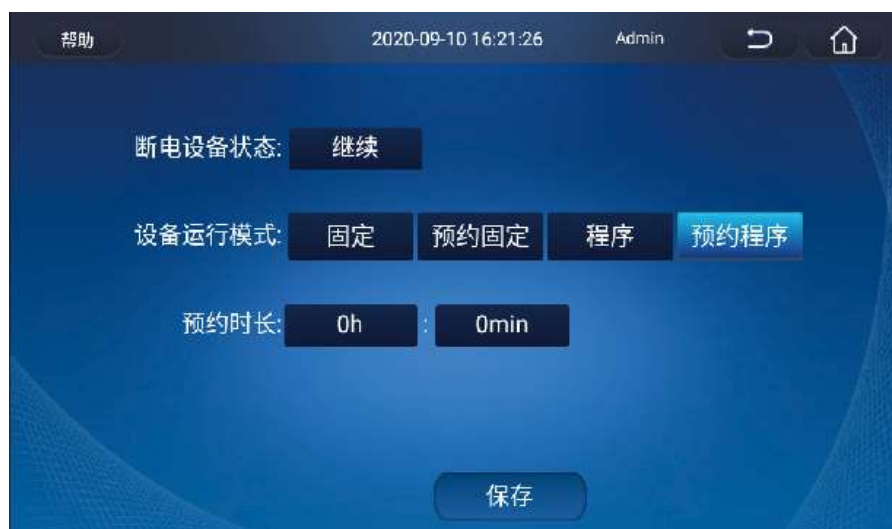 帮助 2020-09-10 16:21:26 Admin
断电设备状态: 继续
设备运行模式: 固定 预约固定 程序 预约程序
预约时长: 0h : 0min
保存